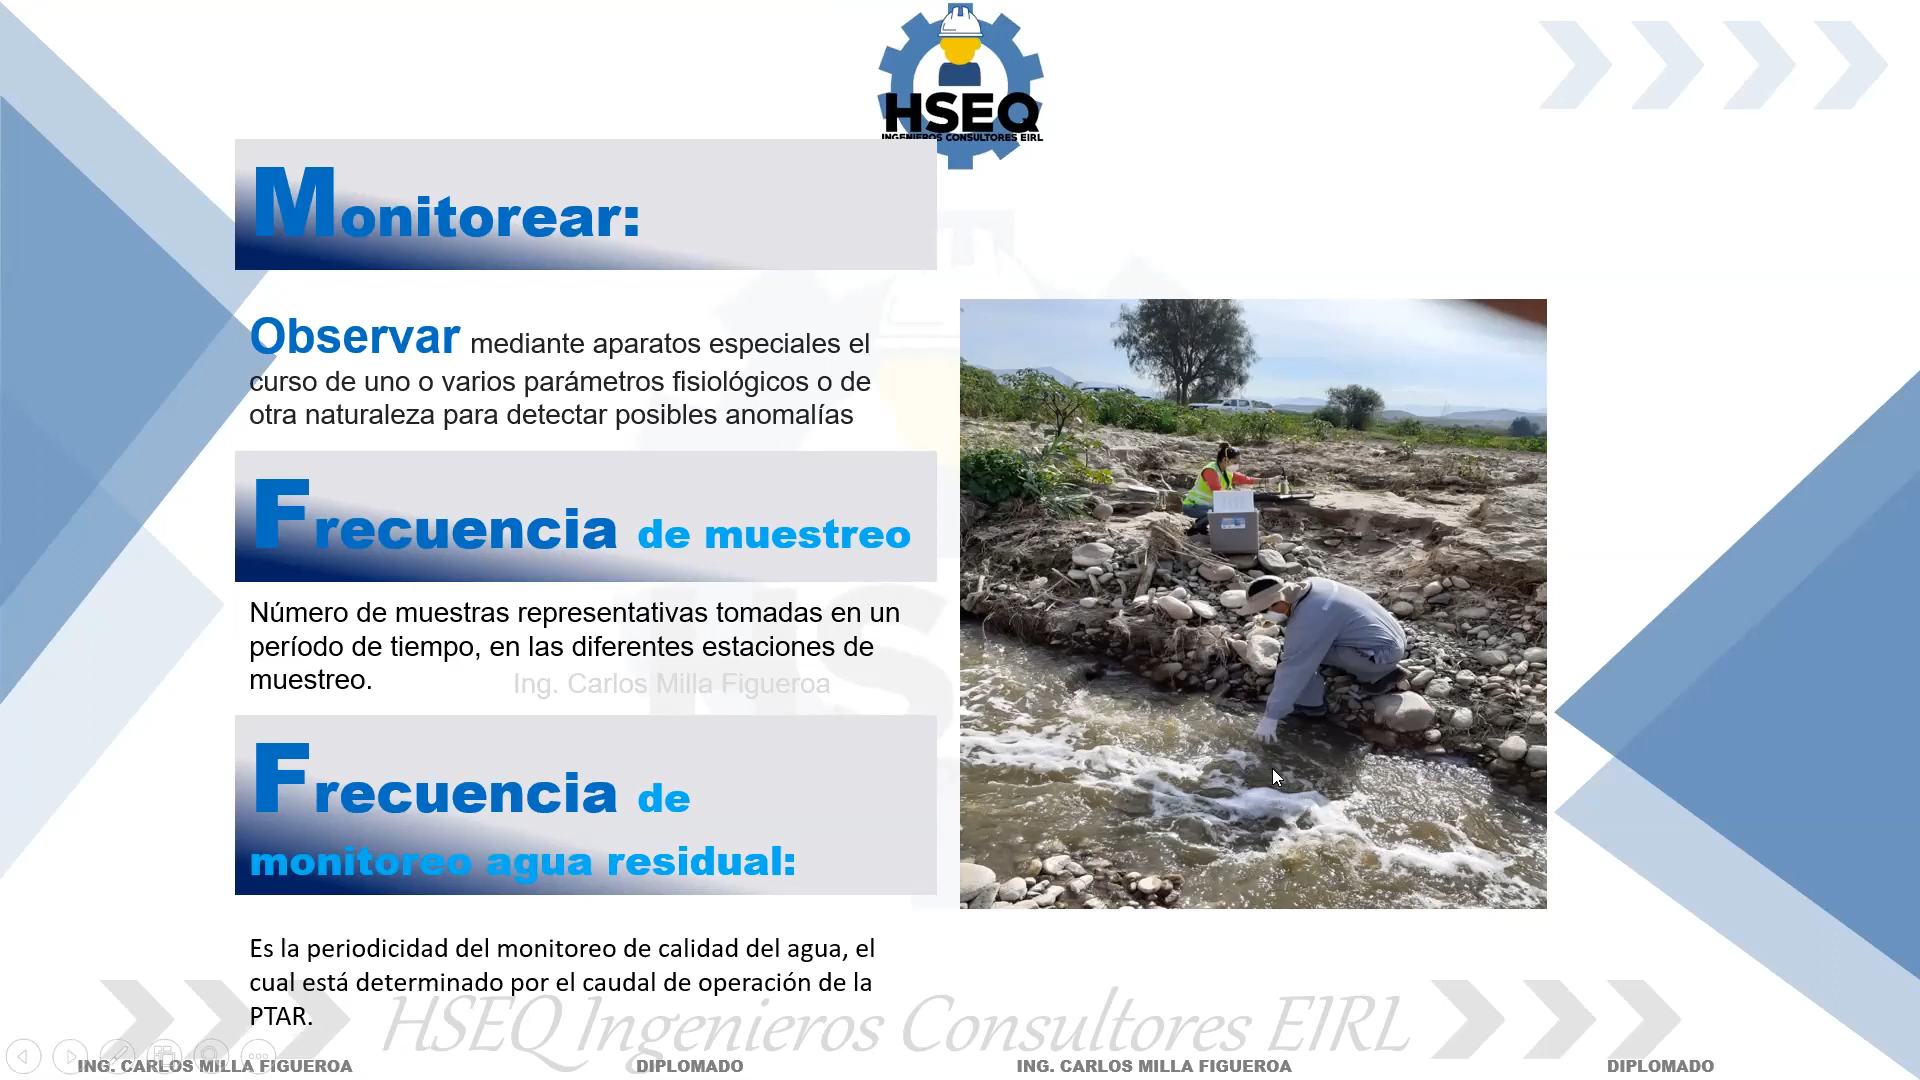 HSEQ
INGENIEROS CONSULTORES EIRL
Monitorear:
Observar mediante aparatos especiales el
curso de uno o varios parámetros fisiológicos o de
otra naturaleza para detectar posibles anomalías
Frecuencia de muestreo
Número de muestras representativas tomadas en un
período de tiempo, en las diferentes estaciones de
muestreo.
Ing. Carlos Milla Figueroa
Frecuencia de
monitoreo agua residual:
Es la periodicidad del monitoreo de calidad del agua, el
cual está determinado por el caudal de operación de la
PTAR.
HSEQ Ingenieros Consultores EIRL
ING. CARLOS MILLA FIGUEROA DIPLOMADO ING. CARLOS MILLA FIGUEROA DIPLOMADO